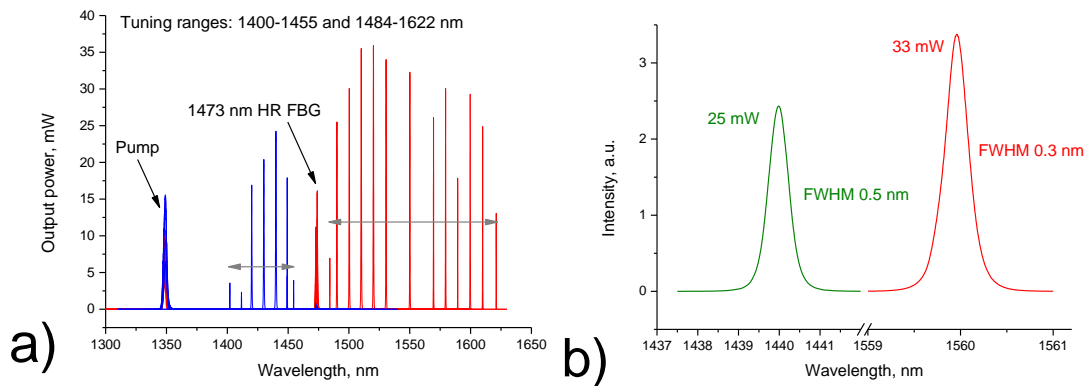 Tuning ranges: 1400-1455 and 1484-1622 nm
40
35
30
25
20
15
10
5
0
Output power, mW
Pump
1473 nm HR FBG
1300 1350 1400 1450 1500 1550 1600 1650
Wavelength, nm
a)
33 mW
25 mW
FWHM 0.3 nm
FWHM 0.5 nm
3
2
1
0
Intensity, a.u.
1437 1438 1439 1440 1441 1559 1560 1561
Wavelength, nm
b)